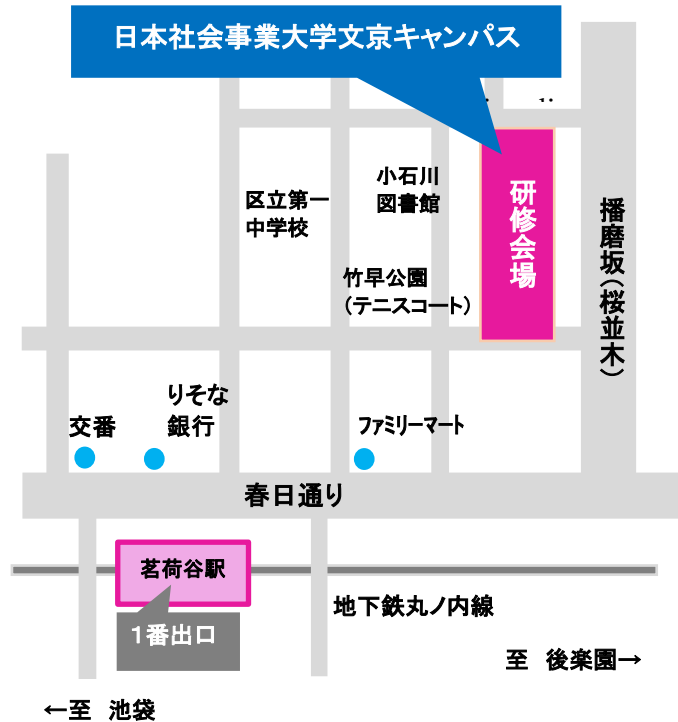 日本社会事業大学文京キャンパス
小石川
図書館
区立第一
中学校
研修会場
播磨坂(桜並木)
竹早公園
(テニスコート)
りそな
銀行
交番
ファミリーマート
春日通り
茗荷谷駅
1番出口
地下鉄丸ノ内線
至 後楽園→
←至 池袋